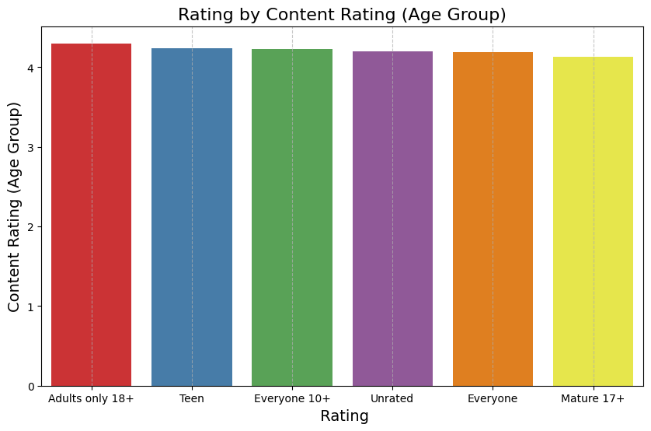 Rating by Content Rating (Age Group)
Content Rating (Age Group)
4
3
2
1
0
Adults only 18+ Teen Everyone 10+ Unrated Everyone Mature 17+
Rating